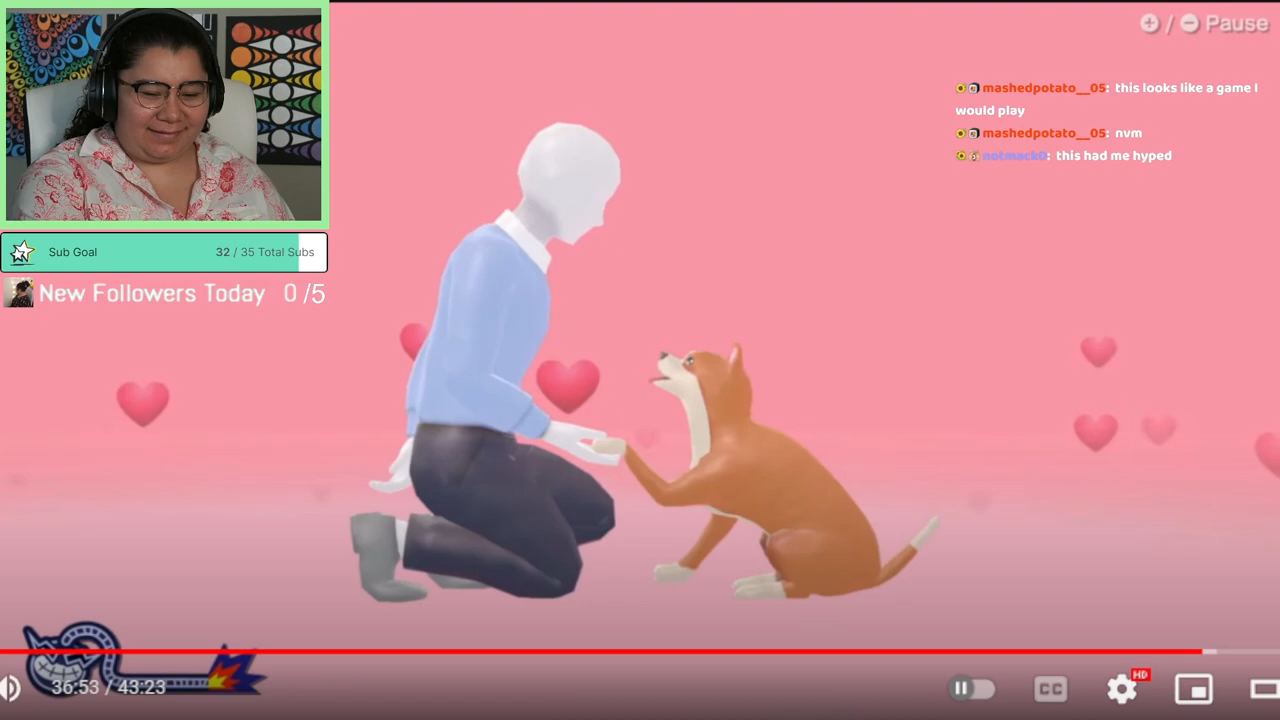 + / - Pause
mashedpotato__05: this looks like a game I
would play
mashedpotato__05: nvm
notmack0: this had me hyped
Sub Goal 32 / 35 Total Subs
New Followers Today 0 /5
36:53 / 43:23
CC
HD